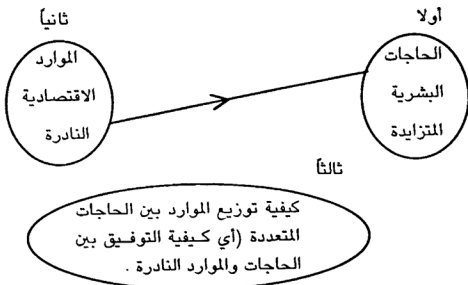 أولا
الحاجات
البشرية
المتزايدة
ثانياً
الموارد
الاقتصادية
النادرة
ثالثاً
كيفية توزيع الموارد بين الحاجات
المتعددة (أي كيفية التوفيق بين
الحاجات والموارد النادرة .